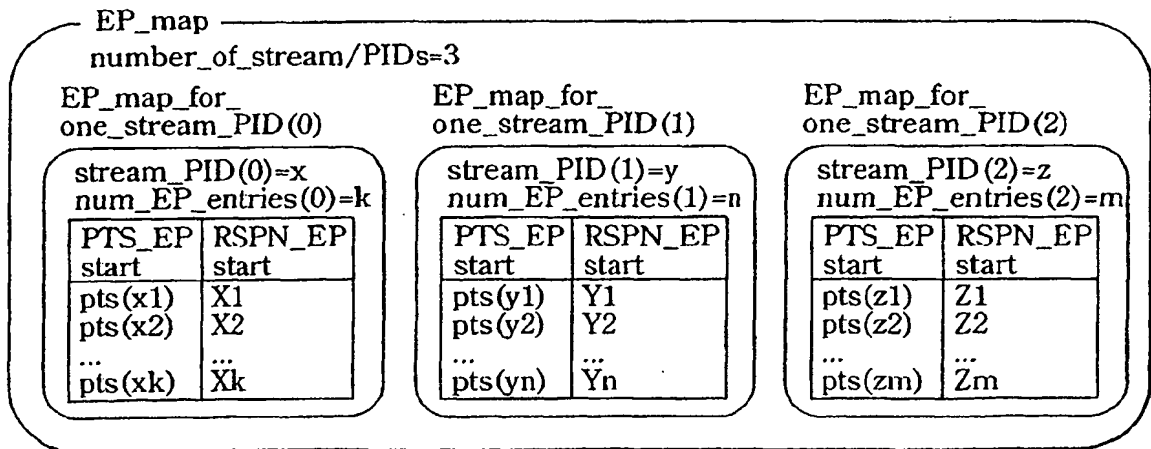 EP_map
number_of_stream/PIDs=3
EP_map_for_
one_stream_PID(0)
stream_PID(0)=x
num_EP_entries(0)=k
PTS_EP RSPN_EP
start start
pts(x1) X1
pts(x2) X2
... ...
pts(xk) Xk
EP_map_for_
one_stream_PID(1)
stream_PID(1)=y
num_EP_entries(1)=n
PTS_EP RSPN_EP
start start
pts(y1) Y1
pts(y2) Y2
... ...
pts(yn) Yn
EP_map_for_
one_stream_PID(2)
stream_PID(2)=z
num_EP_entries(2)=m
PTS_EP RSPN_EP
start start
pts(z1) Z1
pts(z2) Z2
... ...
pts(zm) Zm